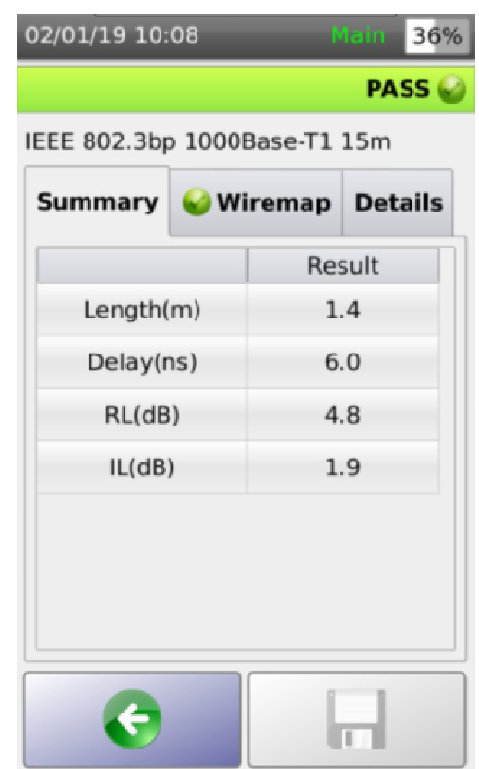 02/01/19 10:08 Main 36%
PASS
IEEE 802.3bp 1000Base-T1 15m
Summary Wiremap Details
Result
Length(m) 1.4
Delay(ns) 6.0
RL(dB) 4.8
IL(dB) 1.9